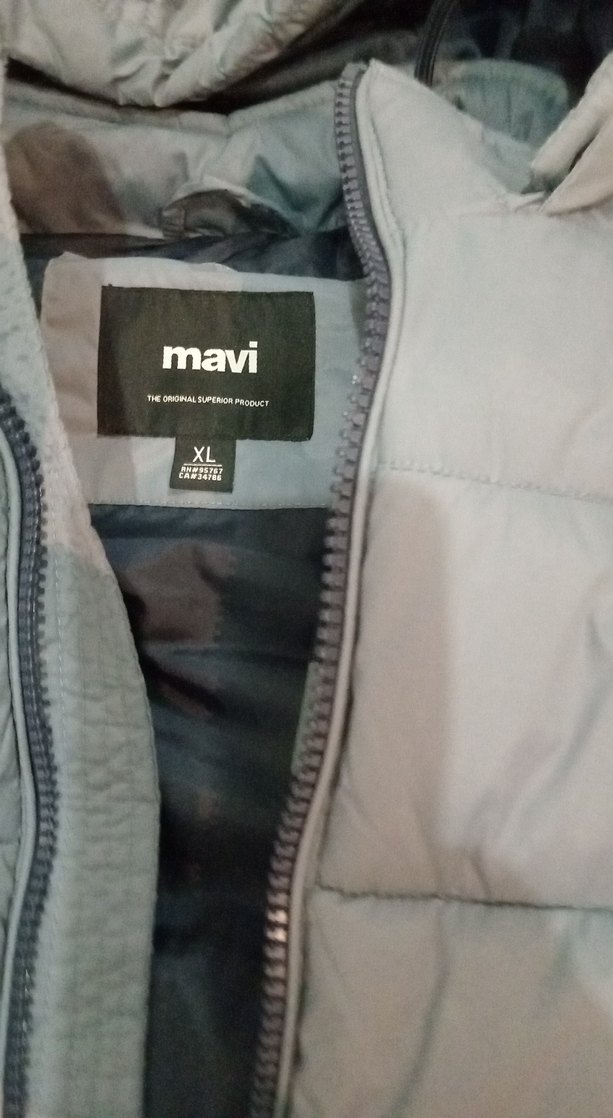 mavi
THE ORIGINAL SUPERIOR PRODUCT
XL
RN#95767
CA#34786